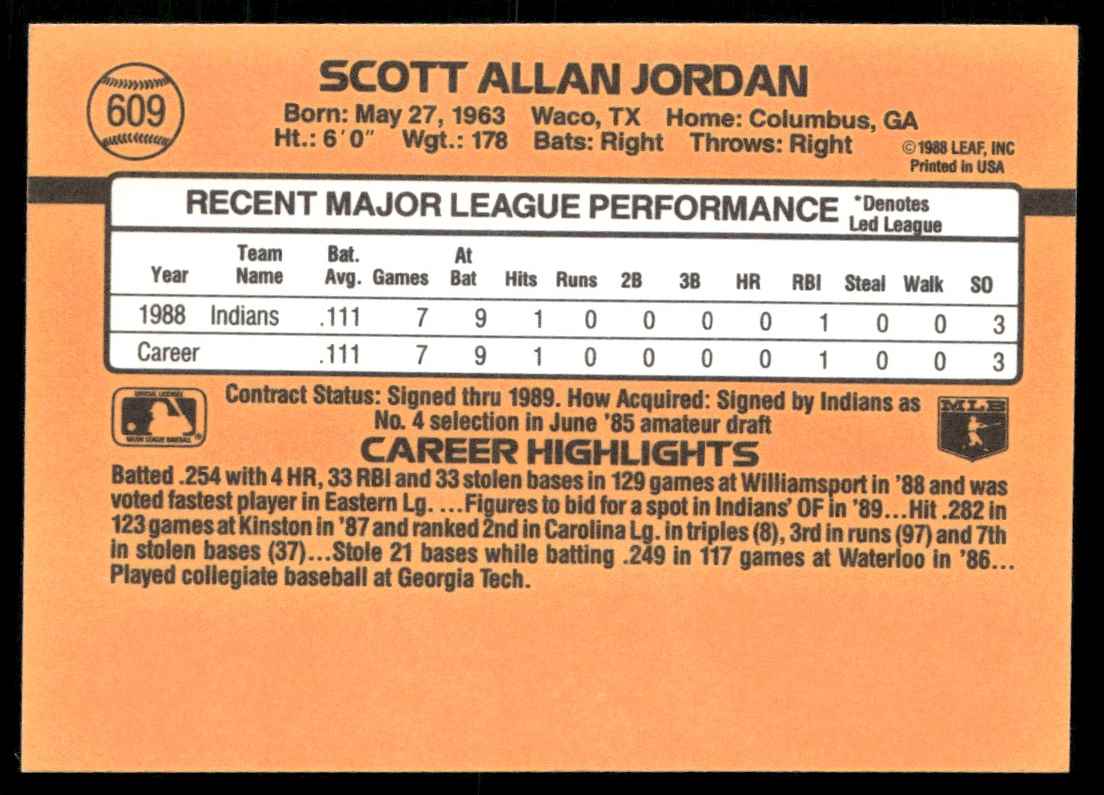 609
SCOTT ALLAN JORDAN
Born: May 27, 1963 Waco, TX Home: Columbus, GA
Ht.: 6'0" Wgt.: 178 Bats: Right Throws: Right
©1988 LEAF, INC
Printed in USA
RECENT MAJOR LEAGUE PERFORMANCE *Denotes Led League
Year Team Name Bat. Avg. Games At Bat Hits Runs 2B 3B HR RBI Steal Walk SO
1988 Indians .111 7 9 1 0 0 0 0 1 0 0 3
Career .111 7 9 1 0 0 0 0 1 0 0 3
OFFICIAL LICENSEE
MAJOR LEAGUE BASEBALL
®
Contract Status: Signed thru 1989. How Acquired: Signed by Indians as
No. 4 selection in June '85 amateur draft
MLB
CAREER HIGHLIGHTS
Batted .254 with 4 HR, 33 RBI and 33 stolen bases in 129 games at Williamsport in '88 and was
voted fastest player in Eastern Lg. ...Figures to bid for a spot in Indians' OF in '89...Hit .282 in
123 games at Kinston in '87 and ranked 2nd in Carolina Lg. in triples (8), 3rd in runs (97) and 7th
in stolen bases (37)...Stole 21 bases while batting .249 in 117 games at Waterloo in '86...
Played collegiate baseball at Georgia Tech.